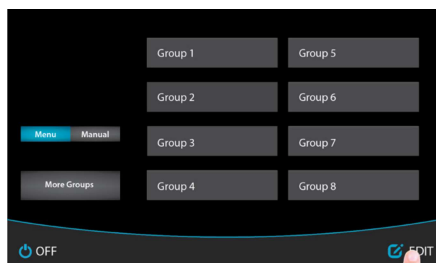 Group 1 Group 5
Group 2 Group 6
Menu Manual
Group 3 Group 7
More Groups
Group 4 Group 8
OFF
EDIT